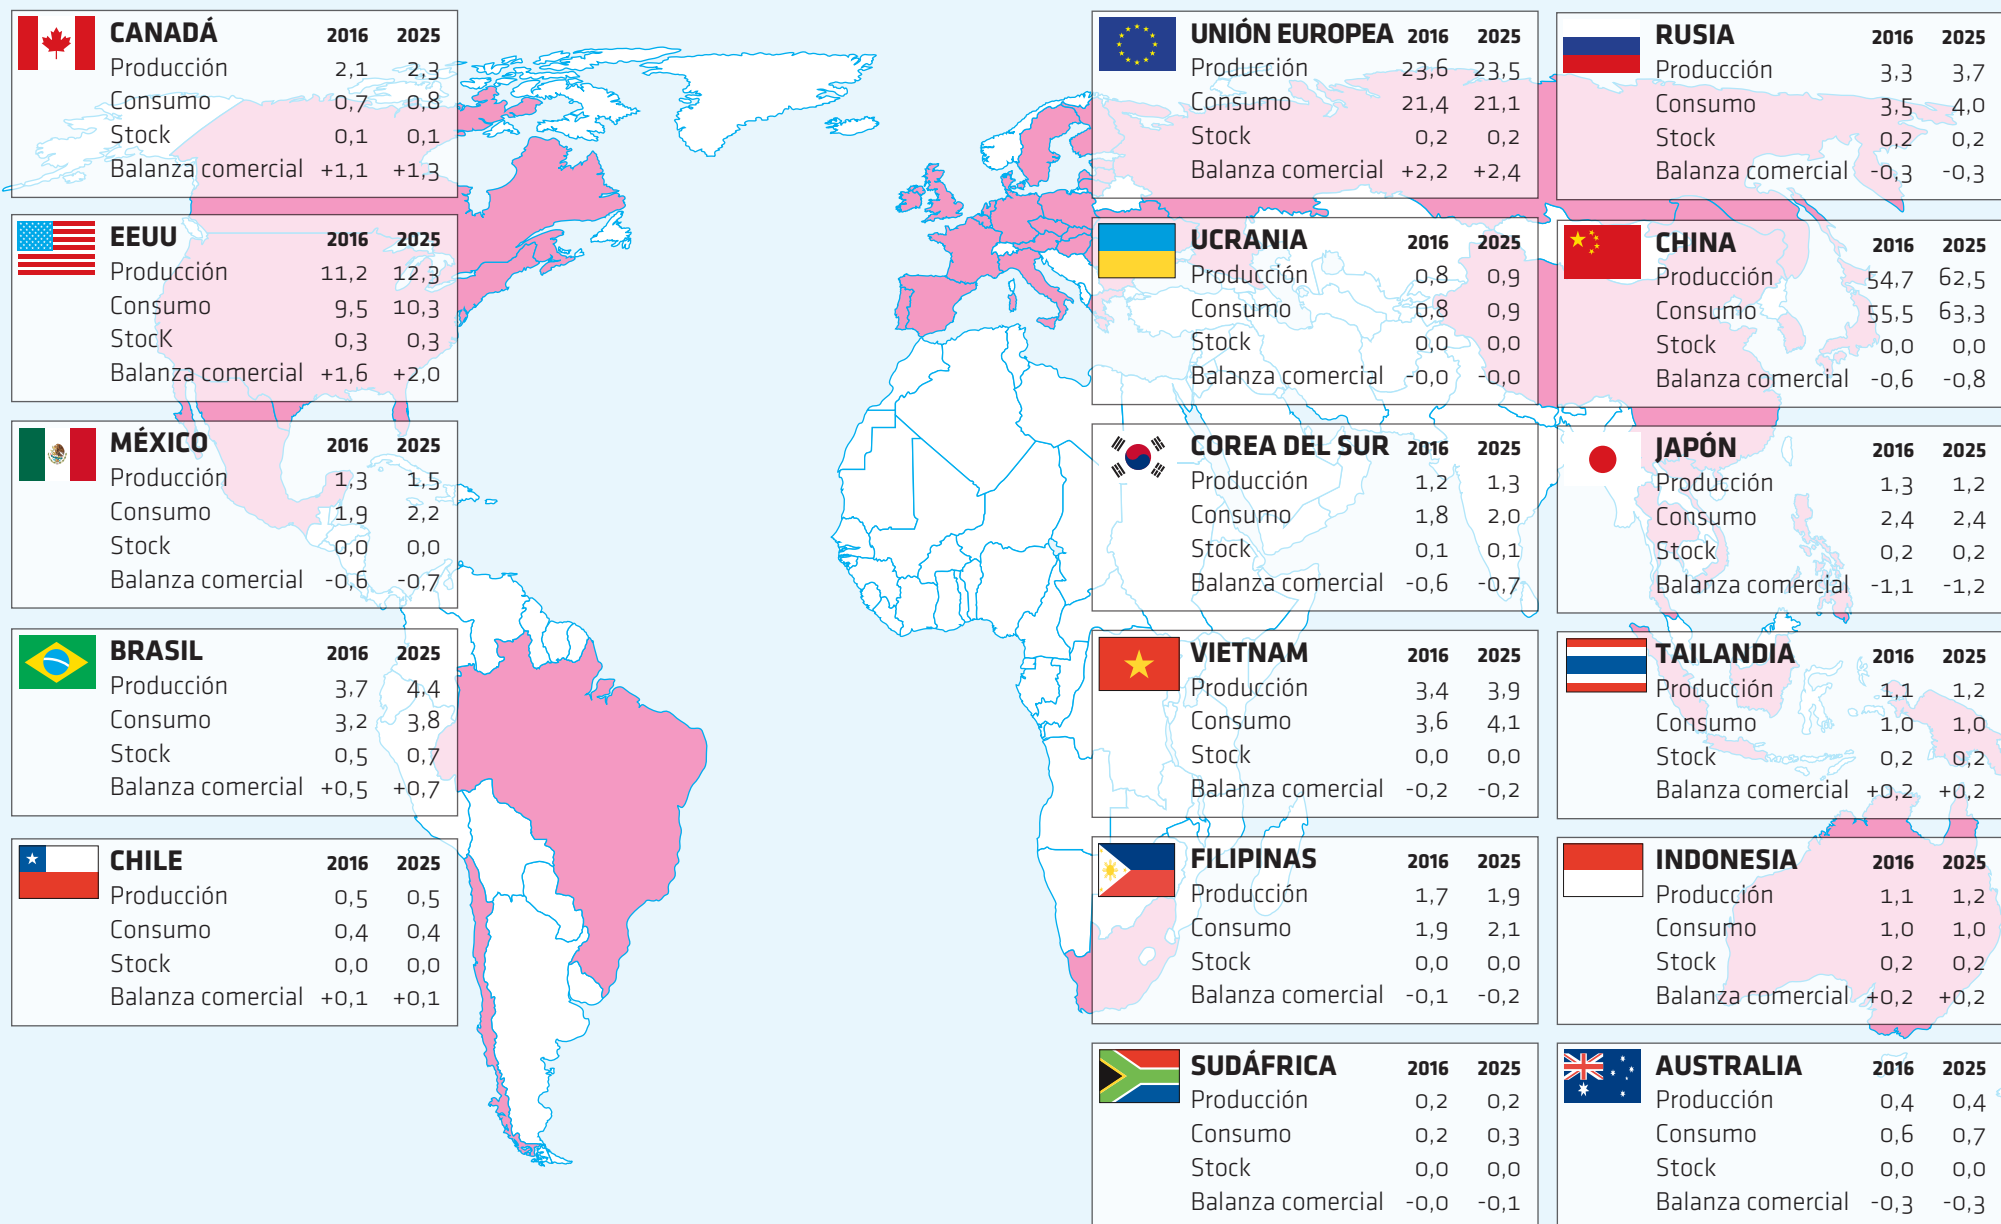 CANADÁ 2016 2025
Producción 2,1 2,3
Consumo 0,7 0,8
Stock 0,1 0,1
Balanza comercial +1,1 +1,3
EEUU 2016 2025
Producción 11,2 12,3
Consumo 9,5 10,3
StocK 0,3 0,3
Balanza comercial +1,6 +2,0
MÉXICO 2016 2025
Producción 1,3 1,5
Consumo 1,9 2,2
Stock 0,0 0,0
Balanza comercial -0,6 -0,7
BRASIL 2016 2025
Producción 3,7 4,4
Consumo 3,2 3,8
Stock 0,5 0,7
Balanza comercial +0,5 +0,7
CHILE 2016 2025
Producción 0,5 0,5
Consumo 0,4 0,4
Stock 0,0 0,0
Balanza comercial +0,1 +0,1
UNIÓN EUROPEA 2016 2025
Producción 23,6 23,5
Consumo 21,4 21,1
Stock 0,2 0,2
Balanza comercial +2,2 +2,4
UCRANIA 2016 2025
Producción 0,8 0,9
Consumo 0,8 0,9
Stock 0,0 0,0
Balanza comercial -0,0 -0,0
COREA DEL SUR 2016 2025
Producción 1,2 1,3
Consumo 1,8 2,0
Stock 0,1 0,1
Balanza comercial -0,6 -0,7
VIETNAM 2016 2025
Producción 3,4 3,9
Consumo 3,6 4,1
Stock 0,0 0,0
Balanza comercial -0,2 -0,2
FILIPINAS 2016 2025
Producción 1,7 1,9
Consumo 1,9 2,1
Stock 0,0 0,0
Balanza comercial -0,1 -0,2
SUDÁFRICA 2016 2025
Producción 0,2 0,2
Consumo 0,2 0,3
Stock 0,0 0,0
Balanza comercial -0,0 -0,1
RUSIA 2016 2025
Producción 3,3 3,7
Consumo 3,5 4,0
Stock 0,2 0,2
Balanza comercial -0,3 -0,3
CHINA 2016 2025
Producción 54,7 62,5
Consumo 55,5 63,3
Stock 0,0 0,0
Balanza comercial -0,6 -0,8
JAPÓN 2016 2025
Producción 1,3 1,2
Consumo 2,4 2,4
Stock 0,2 0,2
Balanza comercial -1,1 -1,2
TAILANDIA 2016 2025
Producción 1,1 1,2
Consumo 1,0 1,0
Stock 0,2 0,2
Balanza comercial +0,2 +0,2
INDONESIA 2016 2025
Producción 1,1 1,2
Consumo 1,0 1,0
Stock 0,2 0,2
Balanza comercial +0,2 +0,2
AUSTRALIA 2016 2025
Producción 0,4 0,4
Consumo 0,6 0,7
Stock 0,0 0,0
Balanza comercial -0,3 -0,3